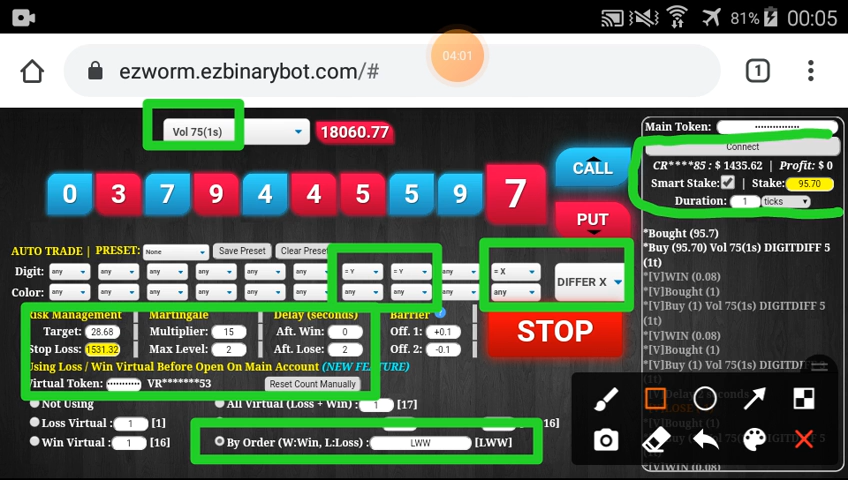 81% 00:05
ezworm.ezbinarybot.com/#
04:01
1
Vol 75(1s) 18060.77
Main Token: ***************
Connect
CR****85 : $ 1435.62 | Profit: $ 0
Smart Stake: | Stake: 95.70
Duration: 1 ticks
0 3 7 9 4 4 5 5 9 7
CALL
PUT
AUTO TRADE | PRESET: None Save Preset Clear Preset
Digit: any any any any any = Y = Y any = X
Color: any any any any any any any any any
DIFFER X
Risk Management Martingale Delay (seconds) Barrier
Target: 28.68 Multiplier: 15 Aft. Win: 0 Off. 1: +0.1
Stop Loss: 1531.32 Max Level: 2 Aft. Lose: 2 Off. 2: -0.1
STOP
Using Loss / Win Virtual Before Open On Main Account (NEW FEATURE)
Virtual Token: *********** VR*******53 Reset Count Manually
Not Using All Virtual (Loss + Win) : 1 [17]
Loss Virtual : 1 [1] 16]
Win Virtual : 1 [16] By Order (W:Win, L:Loss) : LWW [LWW]
*Bought (95.7)
*Buy (95.70) Vol 75(1s) DIGITDIFF 5
(1t)
*[V]WIN (0.08)
*[V]Bought (1)
*[V]Buy (1) Vol 75(1s) DIGITDIFF 5
(1t)
*[V]WIN (0.08)
*[V]Bought (1)
*[V]Buy (1) Vol 75(1s) DIGITDIFF 5
*[V]WIN (0.08)